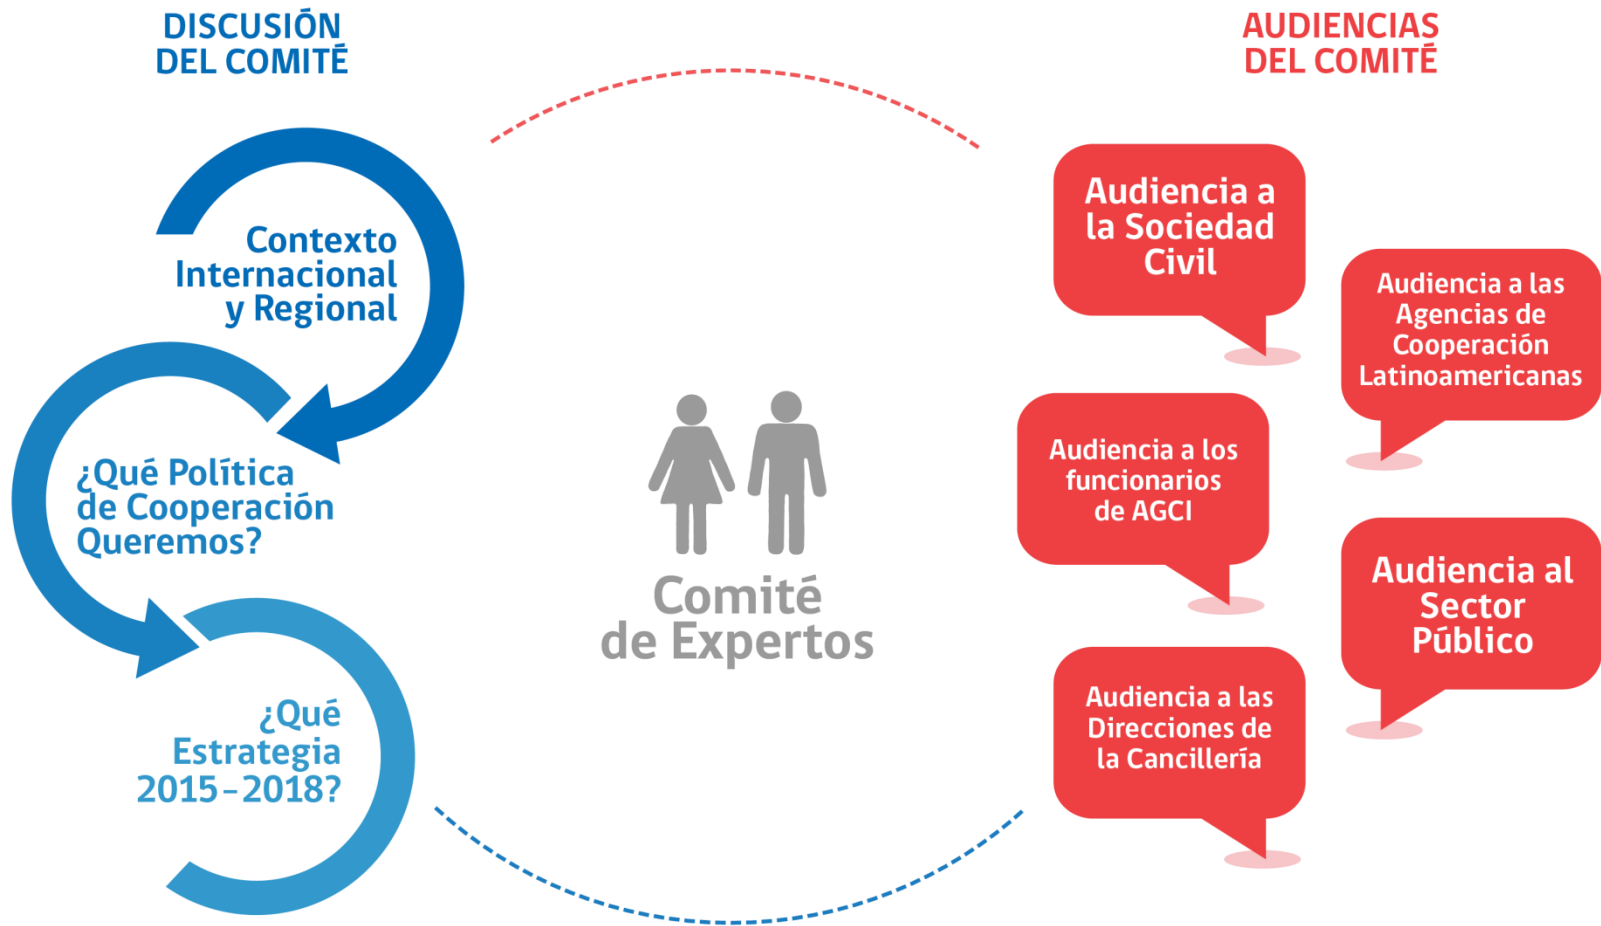 DISCUSIÓN
DEL COMITÉ
Contexto
Internacional
y Regional
¿Qué Política
de Cooperación
Queremos?
¿Qué
Estrategia
2015–2018?
Comité
de Expertos
AUDIENCIAS
DEL COMITÉ
Audiencia a
la Sociedad
Civil
Audiencia a las
Agencias de
Cooperación
Latinoamericanas
Audiencia a los
funcionarios
de AGCI
Audiencia al
Sector
Público
Audiencia a las
Direcciones de
la Cancillería